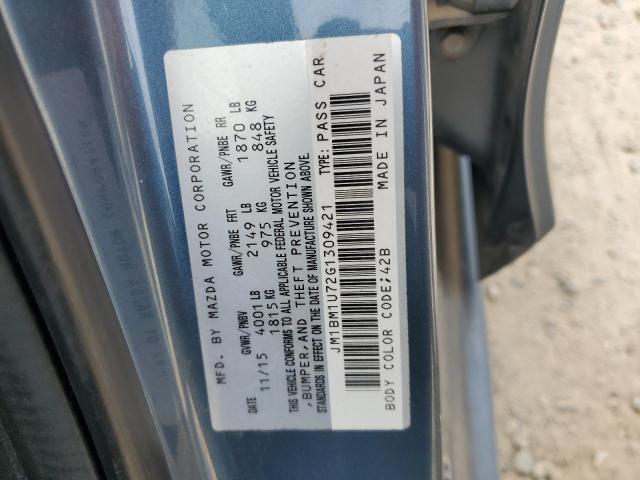 MFD. BY MAZDA MOTOR CORPORATION
GVWR/PNBV GAWR/PNBE FRT GAWR/PNBE RR
DATE 11/15 4001 LB 2149 LB 1870 LB
1815 KG 975 KG 848 KG
THIS VEHICLE CONFORMS TO ALL APPLICABLE FEDERAL MOTOR VEHICLE SAFETY
,BUMPER,AND THEFT PREVENTION
STANDARDS IN EFFECT ON THE DATE OF MANUFACTURE SHOWN ABOVE.
JM1BM1U72G1309421 TYPE: PASS CAR
BODY COLOR CODE;42B MADE IN JAPAN